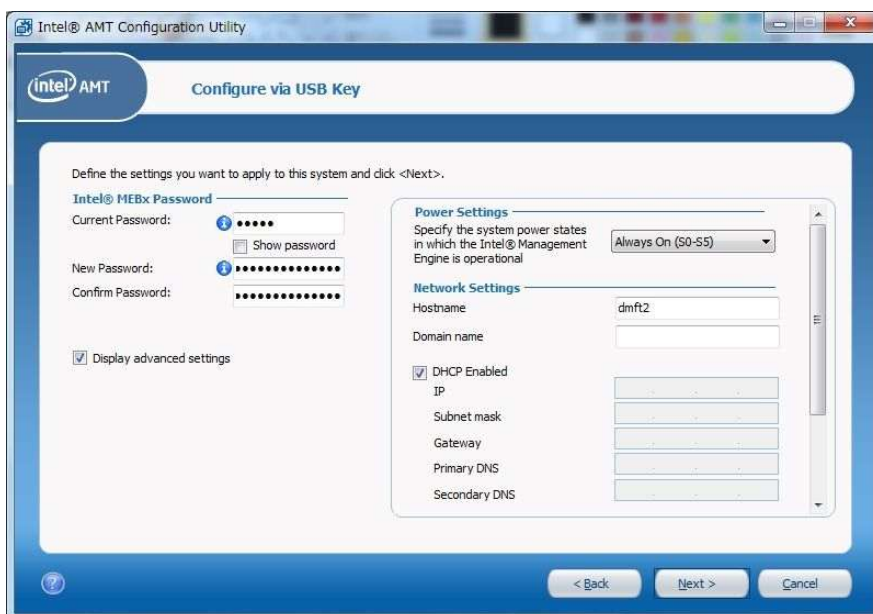 Intel® AMT Configuration Utility
intel AMT
Configure via USB Key
Define the settings you want to apply to this system and click <Next>.
Intel® MEBx Password
Current Password:
•••••
Show password
New Password:
••••••••••••••
Confirm Password:
••••••••••••••
Display advanced settings
Power Settings
Specify the system power states
in which the Intel® Management
Engine is operational
Always On (S0-S5)
Network Settings
Hostname
dmft2
Domain name
DHCP Enabled
IP
Subnet mask
Gateway
Primary DNS
Secondary DNS
?
< Back
Next >
Cancel